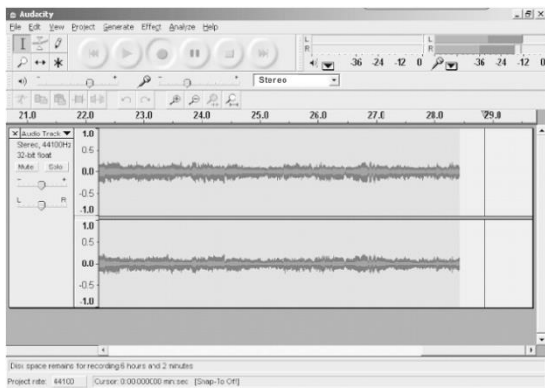 Audacity
File Edit View Project Generate Effect Analyze Help
L
R
-36 -24 -12 0
L
R
-36 -24 -12 0
Stereo
21.0 22.0 23.0 24.0 25.0 26.0 27.0 28.0 29.0
X Audio Track 1.0
Stereo, 44100Hz 0.5
32-bit float
Mute Solo 0.0
- +
L R -0.5
-1.0
1.0
0.5
0.0
-0.5
-1.0
Disk space remains for recording 6 hours and 2 minutes
Project rate: 44100 Cursor: 0:00.000000 min:sec [Snap-To Off]